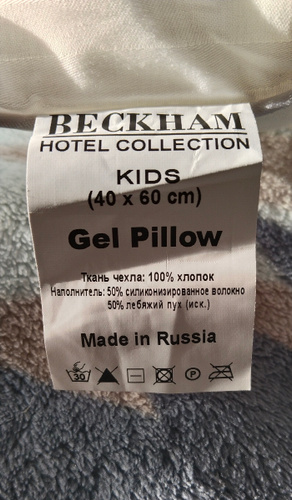 BECKHAM
HOTEL COLLECTION
KIDS
(40 x 60 cm)
Gel Pillow
Ткань чехла: 100% хлопок
Наполнитель: 50% силиконизированное волокно
50% лебяжий пух (иск.)
Made in Russia
30 P